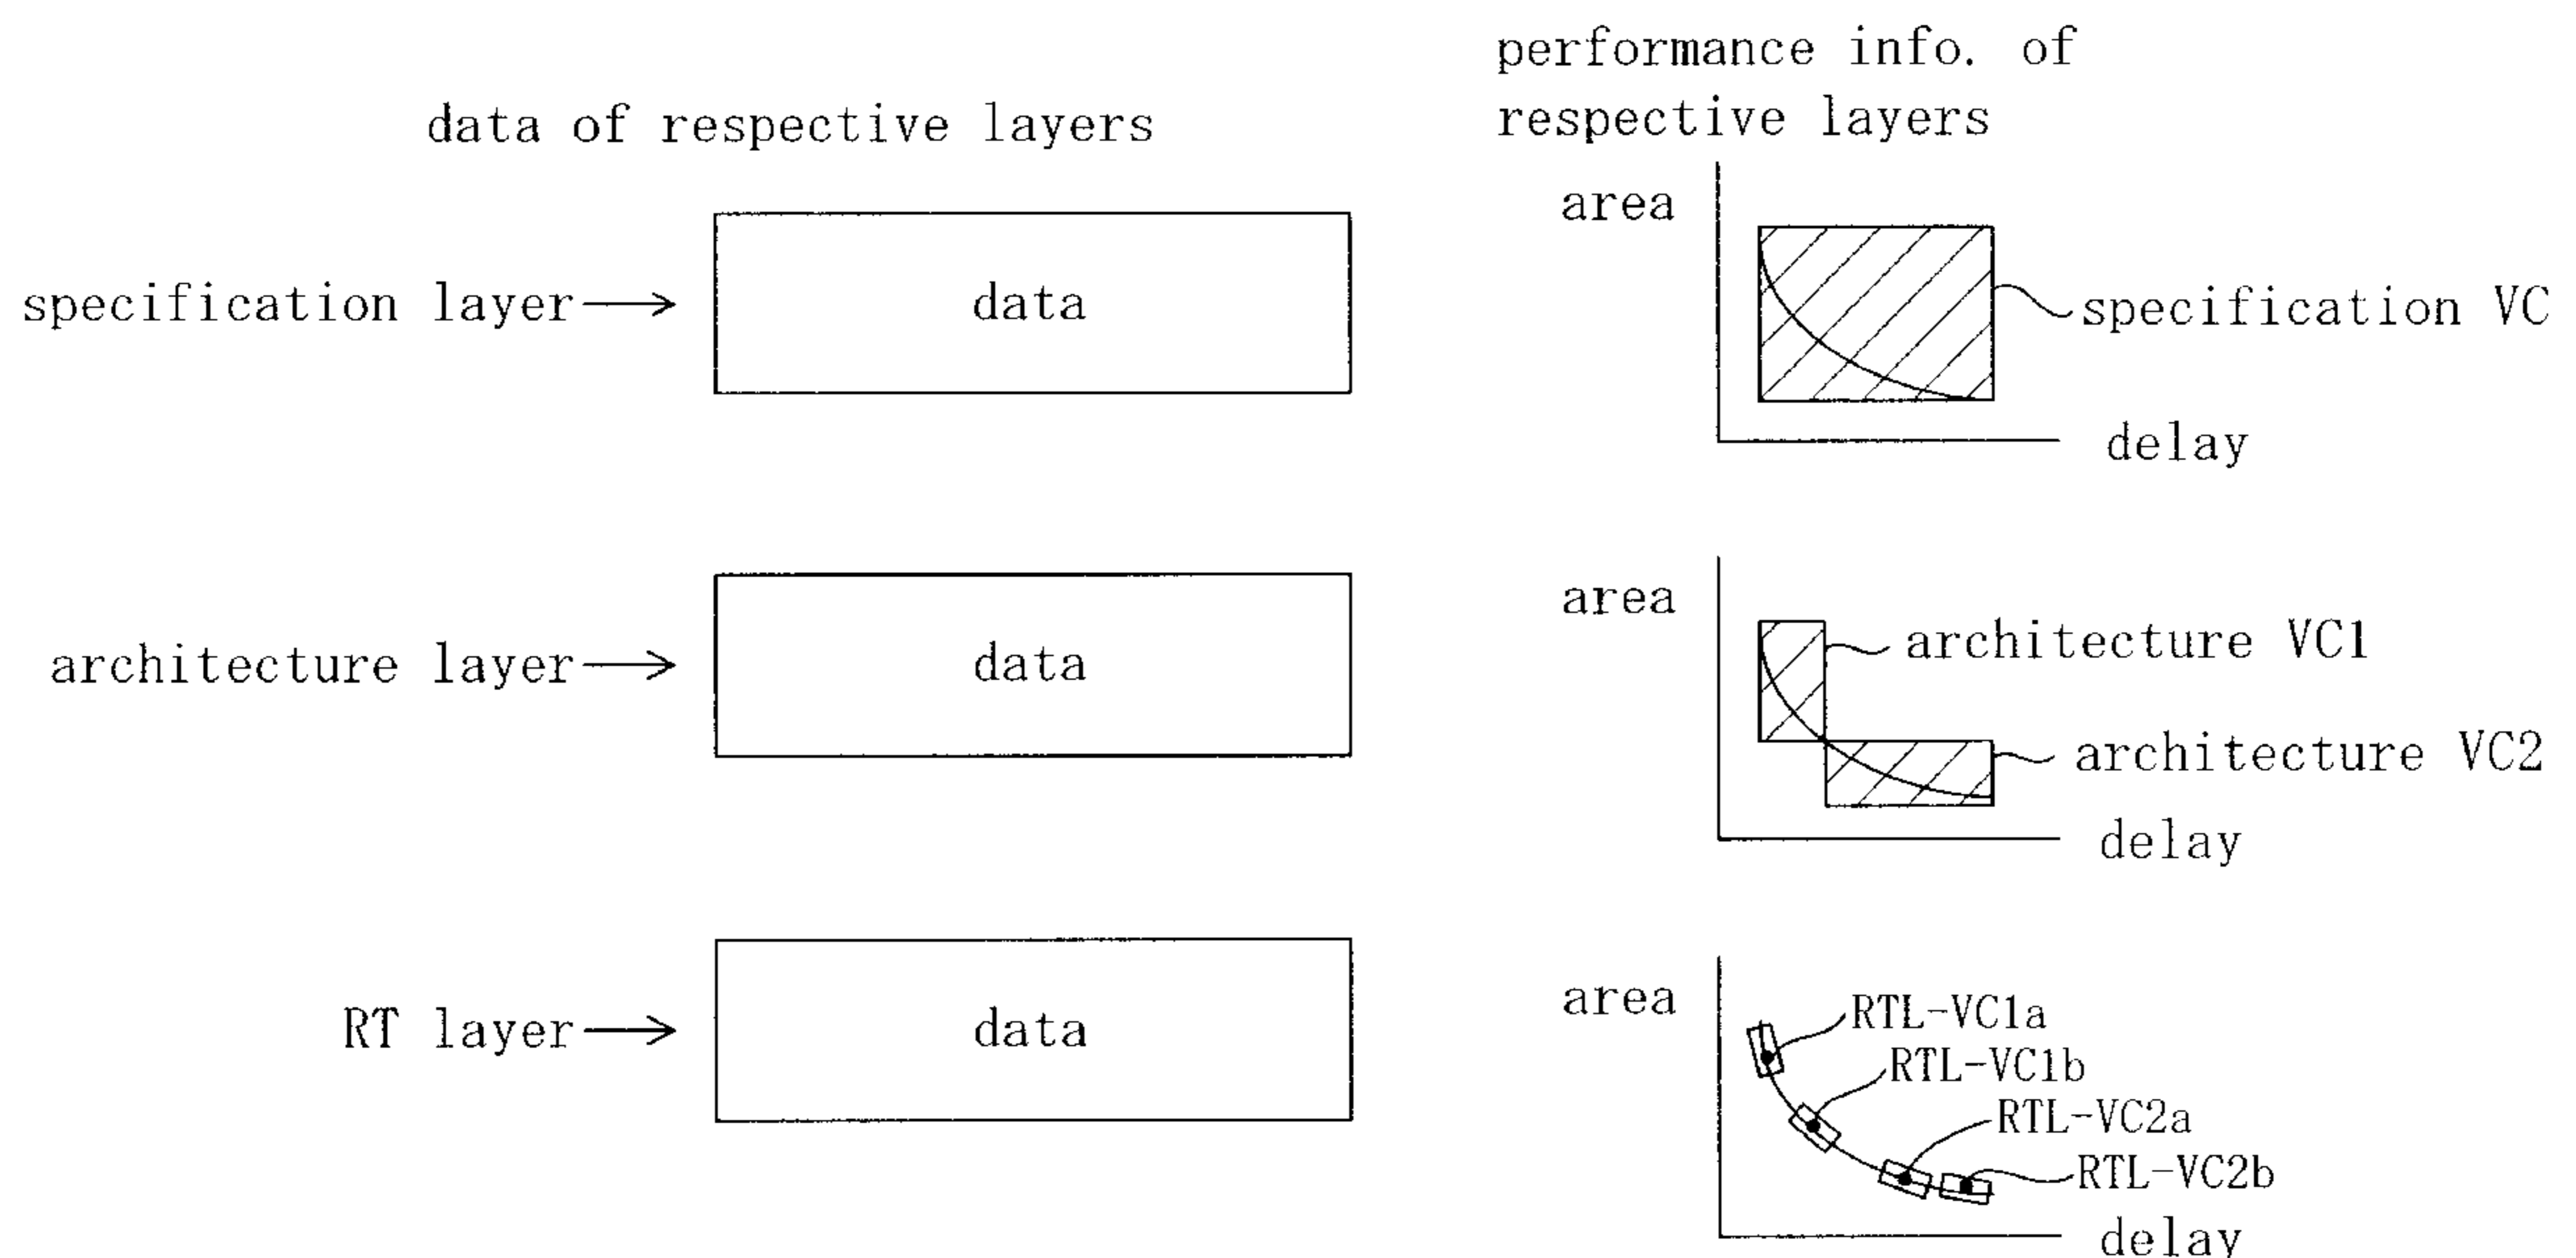 performance info. of
respective layers
data of respective layers
area
specification layer
data
specification VC
delay
area
architecture VC1
architecture layer
data
architecture VC2
delay
area
RTL-VC1a
RT layer
data
RTL-VC1b
RTL-VC2a
RTL-VC2b
delay